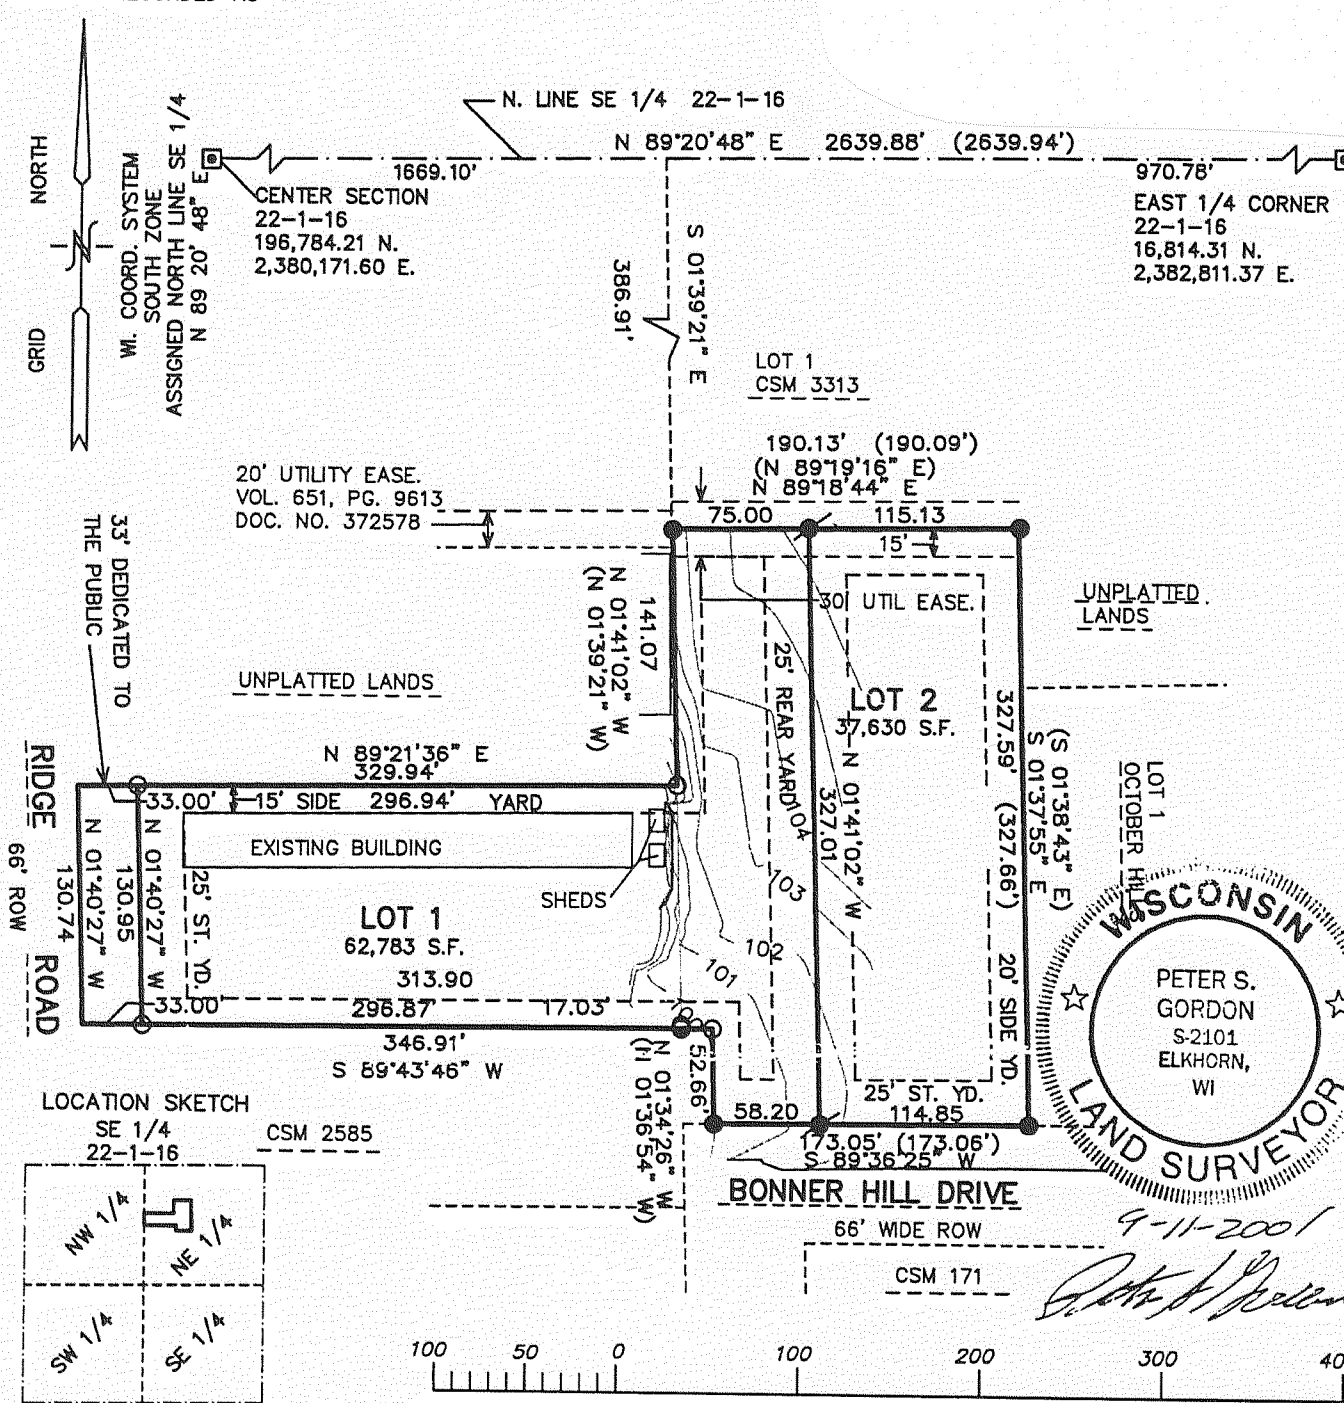 N. LINE SE 1/4 22-1-16
N 89°20'48" E 2639.88' (2639.94')
1669.10'
970.78'
NORTH
GRID
WI. COORD. SYSTEM
SOUTH ZONE
ASSIGNED NORTH LINE SE 1/4
N 89 20' 48" E
CENTER SECTION
22-1-16
196,784.21 N.
2,380,171.60 E.
EAST 1/4 CORNER
22-1-16
16,814.31 N.
2,382,811.37 E.
S 01°39'21" E
386.91'
LOT 1
CSM 3313
190.13' (190.09')
(N 89°19'16" E)
N 89°18'44" E
75.00
115.13
15'
20' UTILITY EASE.
VOL. 651, PG. 9613
DOC. NO. 372578
33' DEDICATED TO
THE PUBLIC
141.07
N 01°41'02" W
(N 01°39'21" W)
30' UTIL EASE.
UNPLATTED
LANDS
UNPLATTED LANDS
25' REAR YARD
LOT 2
37,630 S.F.
N 01°41'02" W
327.01
327.59' (327.66')
S 01°37'55" E
(S 01°38'43" E)
LOT 1
OCTOBER HILL
N 89°21'36" E
329.94'
33.00'
15' SIDE 296.94' YARD
EXISTING BUILDING
SHEDS
104
103
102
101
100
RIDGE ROAD
66' ROW
130.74
N 01°40'27" W
130.95
N 01°40'27" W
25' ST. YD.
LOT 1
62,783 S.F.
313.90
33.00'
296.87'
17.03'
346.91'
S 89°43'46" W
52.66'
N 01°34'26" W
(N 01°36'54" W)
20' SIDE YD.
25' ST. YD.
58.20
114.85
173.05' (173.06')
S 89°36'25" W
BONNER HILL DRIVE
66' WIDE ROW
CSM 171
CSM 2585
LOCATION SKETCH
SE 1/4
22-1-16
NW 1/4
NE 1/4
SW 1/4
SE 1/4
WISCONSIN
PETER S.
GORDON
S-2101
ELKHORN,
WI
LAND SURVEYOR
9-11-2001
100 50 0 100 200 300